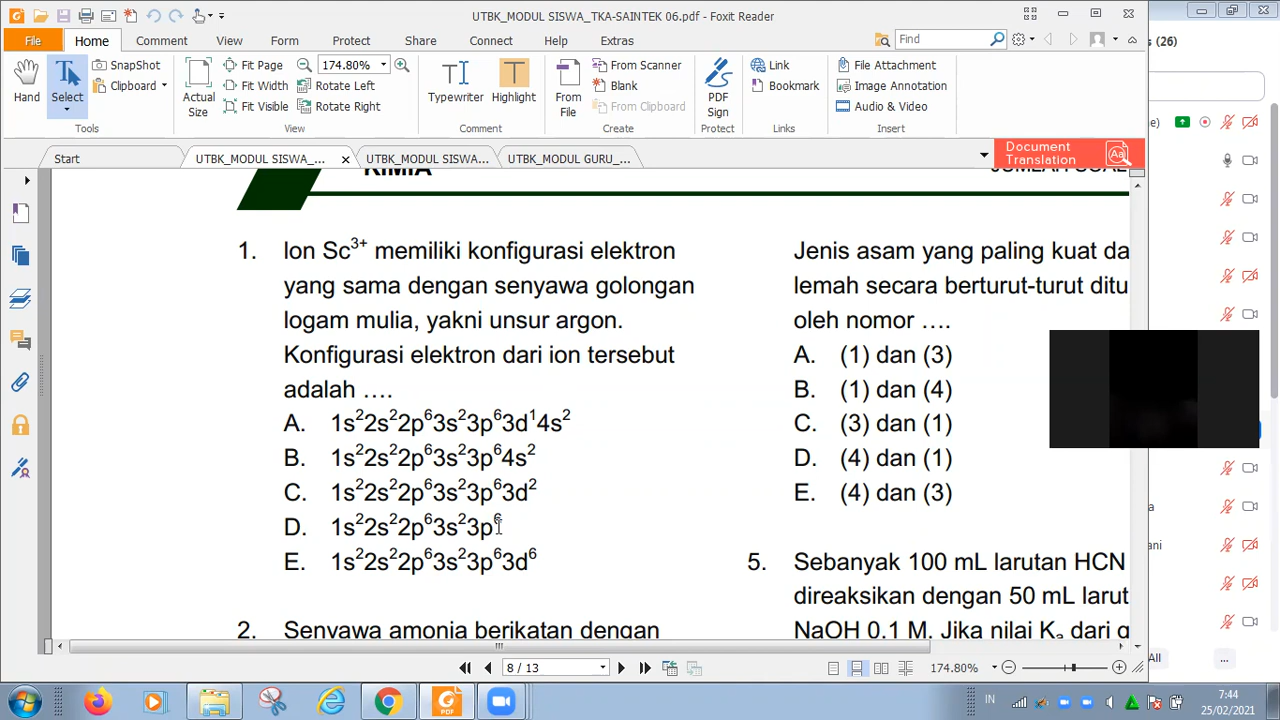 UTBK_MODUL SISWA_TKA-SAINTEK 06.pdf - Foxit Reader
File Home Comment View Form Protect Share Connect Help Extras Find
Hand
Select
SnapShot
Clipboard
Tools
Actual Size
Fit Page
Fit Width
Fit Visible
174.80%
Rotate Left
Rotate Right
View
Typewriter
Highlight
Comment
From File
From Scanner
Blank
From Clipboard
Create
PDF Sign
Protect
Link
Bookmark
Links
File Attachment
Image Annotation
Audio & Video
Insert
(26)
Start UTBK_MODUL SISWA_... UTBK_MODUL SISWA... UTBK_MODUL GURU_...
Document Translation
KIMIA
1. Ion Sc³⁺ memiliki konfigurasi elektron
yang sama dengan senyawa golongan
logam mulia, yakni unsur argon.
Konfigurasi elektron dari ion tersebut
adalah ….
A. 1s²2s²2p⁶3s²3p⁶3d¹4s²
B. 1s²2s²2p⁶3s²3p⁶4s²
C. 1s²2s²2p⁶3s²3p⁶3d²
D. 1s²2s²2p⁶3s²3p⁶
E. 1s²2s²2p⁶3s²3p⁶3d⁶
2. Senyawa amonia berikatan dengan
Jenis asam yang paling kuat da
lemah secara berturut-turut ditu
oleh nomor ….
A. (1) dan (3)
B. (1) dan (4)
C. (3) dan (1)
D. (4) dan (1)
E. (4) dan (3)
5. Sebanyak 100 mL larutan HCN
direaksikan dengan 50 mL larut
NaOH 0,1 M. Jika nilai Kₐ dari
8 / 13
174.80%
All ...
IN
7:44
25/02/2021